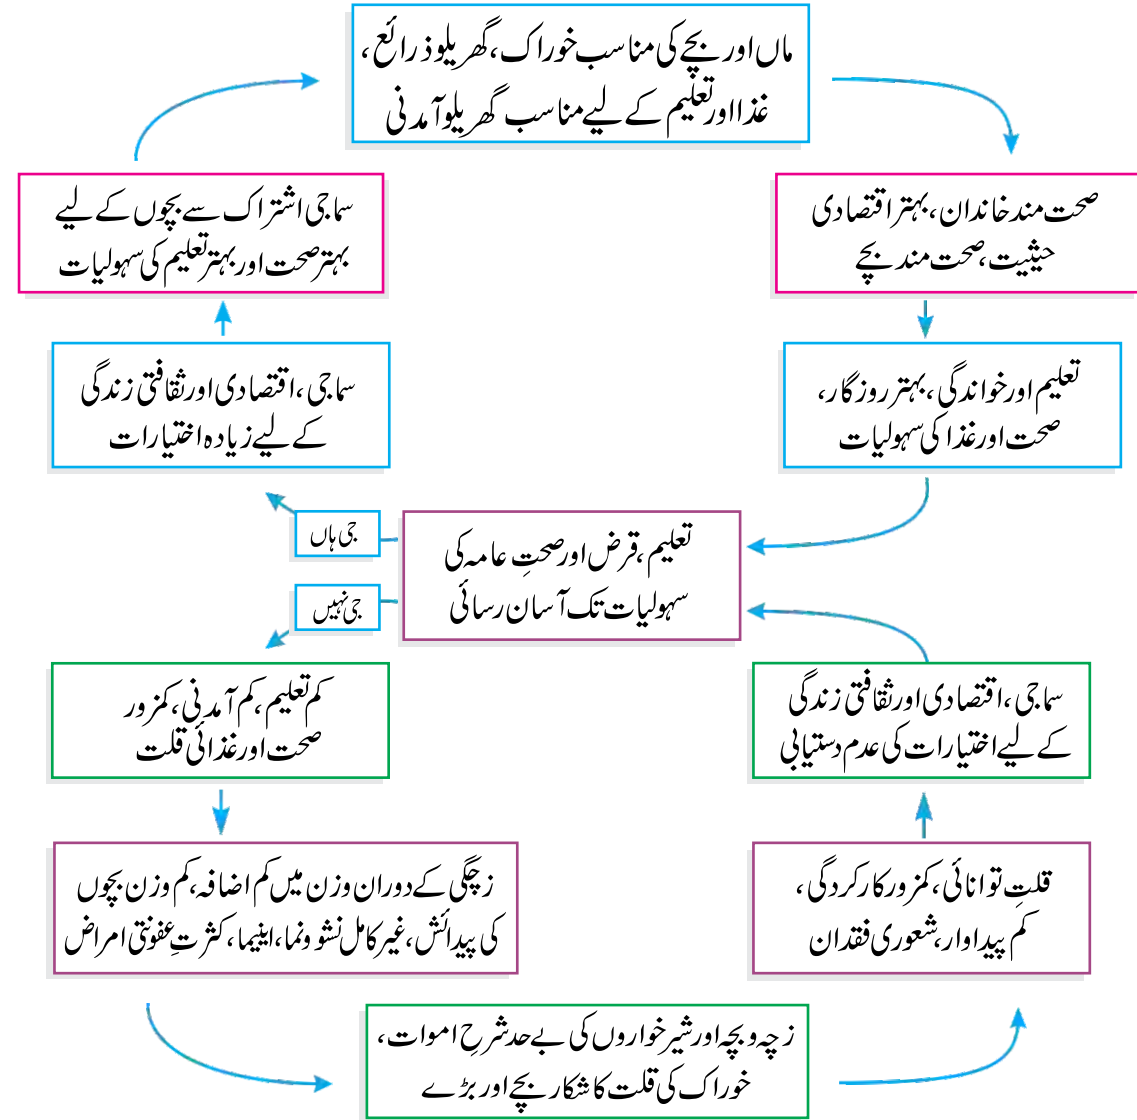 ماں اور بچے کی مناسب خوراک، گھریلو ذرائع،
غذا اور تعلیم کے لیے مناسب گھریلو آمدنی
صحت مند خاندان، بہتر اقتصادی
حیثیت، صحت مند بچے
تعلیم اور خواندگی، بہتر روزگار،
صحت اور غذا کی سہولیات
تعلیم، قرض اور صحتِ عامہ کی
سہولیات تک آسان رسائی
جی ہاں
سماجی، اقتصادی اور ثقافتی زندگی
کے لیے زیادہ اختیارات
سماجی اشتراک سے بچوں کے لیے
بہتر صحت اور بہتر تعلیم کی سہولیات
جی نہیں
کم تعلیم، کم آمدنی، کمزور
صحت اور غذائی قلت
زچگی کے دوران وزن میں کم اضافہ، کم وزن بچوں
کی پیدائش، غیر کامل نشو ونما، اینیما، کثرتِ عفونتی امراض
زچہ و بچہ اور شیر خواروں کی بے حد شرحِ اموات،
خوراک کی قلت کا شکار بچے اور بڑے
قلتِ توانائی، کمزور کارکردگی،
کم پیداوار، شعوری فقدان
سماجی، اقتصادی اور ثقافتی زندگی
کے لیے اختیارات کی عدم دستیابی